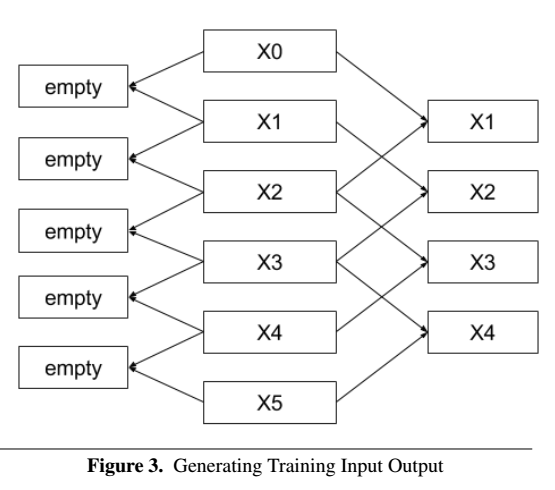 X0
empty
X1
X1
empty
X2
X2
empty
X3
X3
empty
X4
X4
empty
X5
Figure 3. Generating Training Input Output